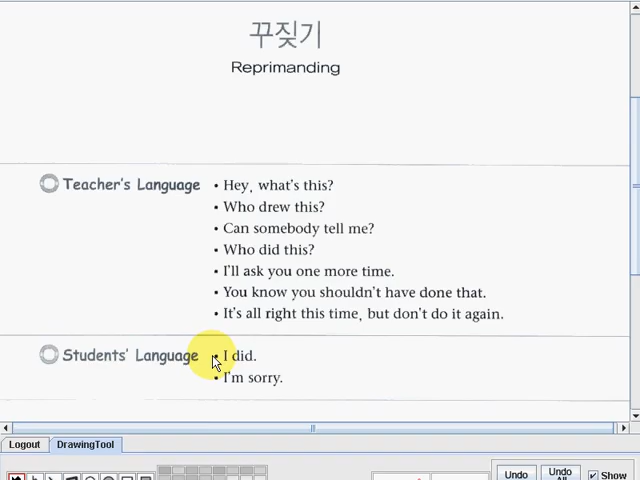 꾸짖기
Reprimanding
Teacher's Language
• Hey, what's this?
• Who drew this?
• Can somebody tell me?
• Who did this?
• I'll ask you one more time.
• You know you shouldn't have done that.
• It's all right this time, but don't do it again.
Students' Language
• I did.
• I'm sorry.
Logout
DrawingTool
Undo
Undo All
Show